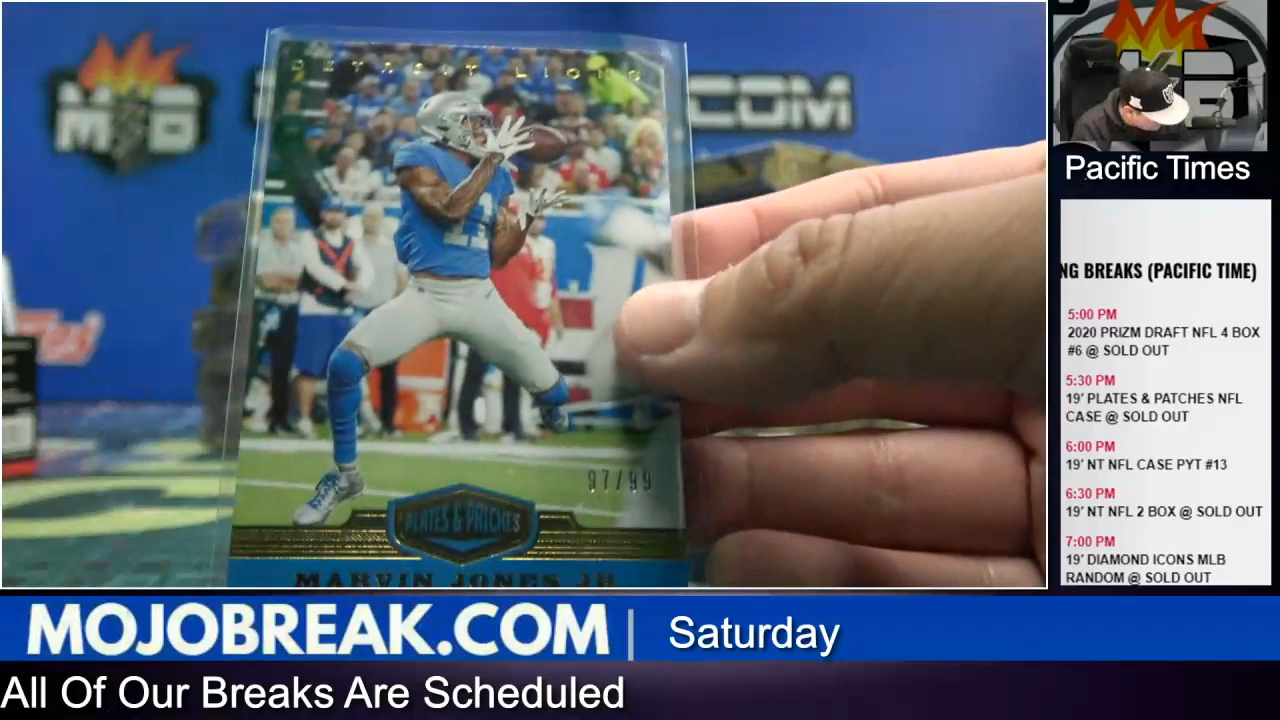 DETROIT LIONS
M B
.COM
11
87/99
PLATES & PATCHES
MARVIN JONES JR
Pacific Times
NG BREAKS (PACIFIC TIME)
5:00 PM
2020 PRIZM DRAFT NFL 4 BOX
#6 @ SOLD OUT
5:30 PM
19' PLATES & PATCHES NFL
CASE @ SOLD OUT
6:00 PM
19' NT NFL CASE PYT #13
6:30 PM
19' NT NFL 2 BOX @ SOLD OUT
7:00 PM
19' DIAMOND ICONS MLB
RANDOM @ SOLD OUT
MOJOBREAK.COM | Saturday
All Of Our Breaks Are Scheduled